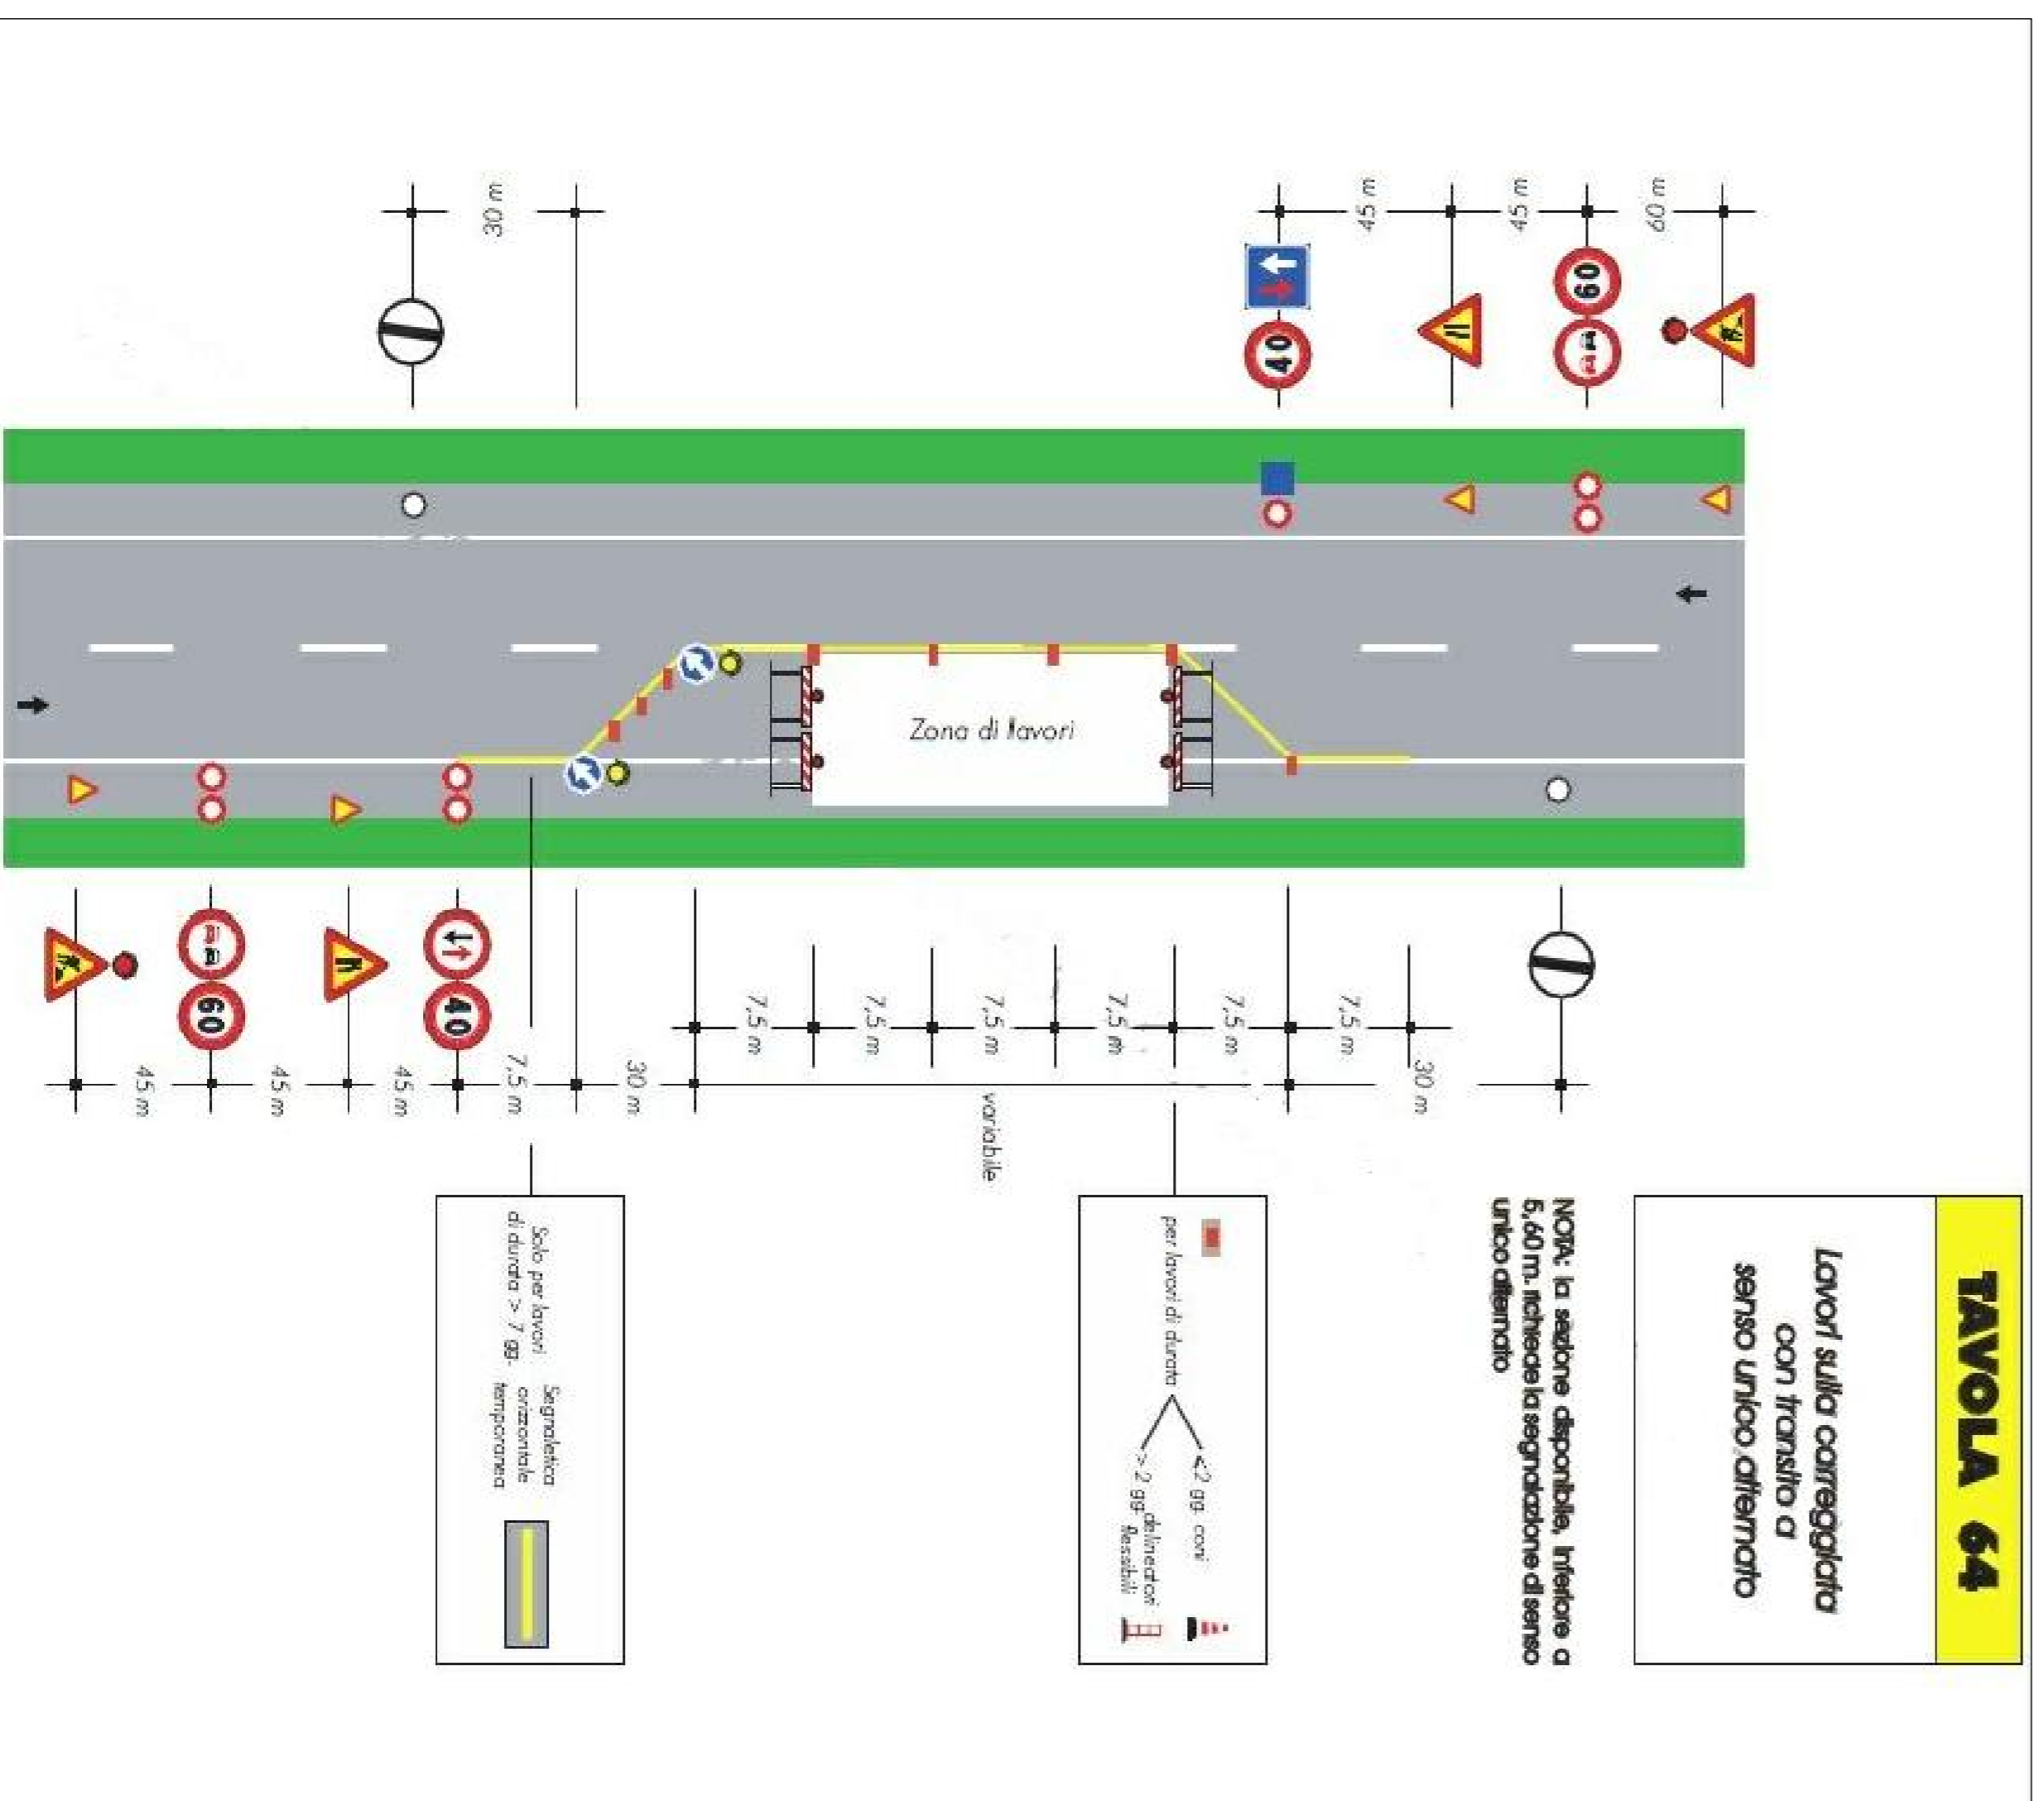 TAVOLA 64
Lavori sulla carreggiata
con transito a
senso unico alternato
NOTA: la sezione disponibile, inferiore a
5,60 m. richiede la segnalazione di senso
unico alternato
60 m
45 m
45 m
30 m
60
40
Zona di lavori
40
60
7,5 m
7,5 m
7,5 m
7,5 m
7,5 m
7,5 m
45 m
45 m
45 m
7,5 m
30 m
variabile
30 m
per lavori di durata
<2 gg. coni
> 2 gg. delineatori
flessibili
Solo per lavori
di durata > 7 gg.
Segnaletica
orizzontale
temporanea